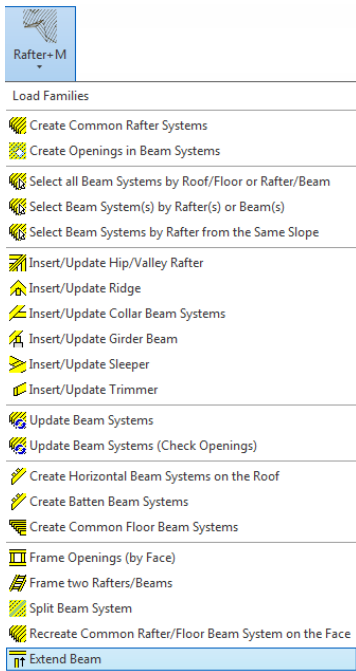 Rafter+M
Load Families
Create Common Rafter Systems
Create Openings in Beam Systems
Select all Beam Systems by Roof/Floor or Rafter/Beam
Select Beam System(s) by Rafter(s) or Beam(s)
Select Beam Systems by Rafter from the Same Slope
Insert/Update Hip/Valley Rafter
Insert/Update Ridge
Insert/Update Collar Beam Systems
Insert/Update Girder Beam
Insert/Update Sleeper
Insert/Update Trimmer
Update Beam Systems
Update Beam Systems (Check Openings)
Create Horizontal Beam Systems on the Roof
Create Batten Beam Systems
Create Common Floor Beam Systems
Frame Openings (by Face)
Frame two Rafters/Beams
Split Beam System
Recreate Common Rafter/Floor Beam System on the Face
Extend Beam